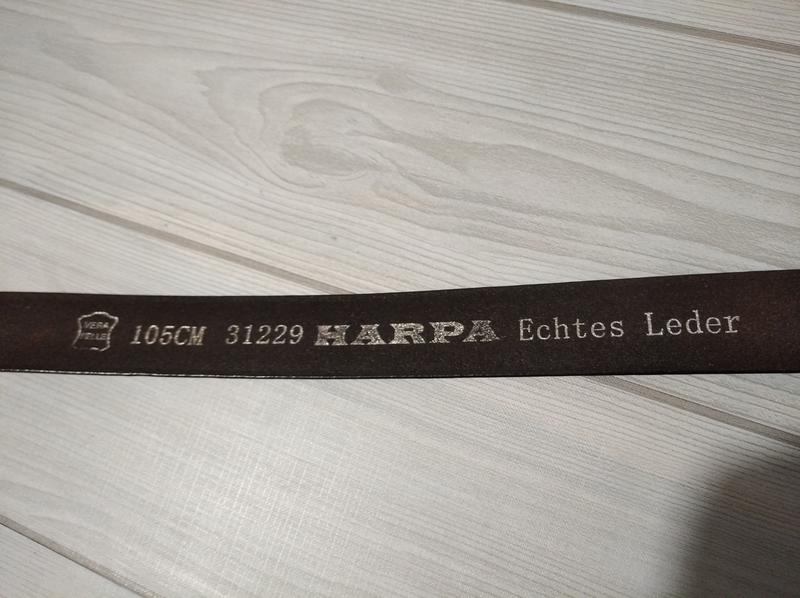 VERA
PELLE
105CM 31229 HARPA Echtes Leder